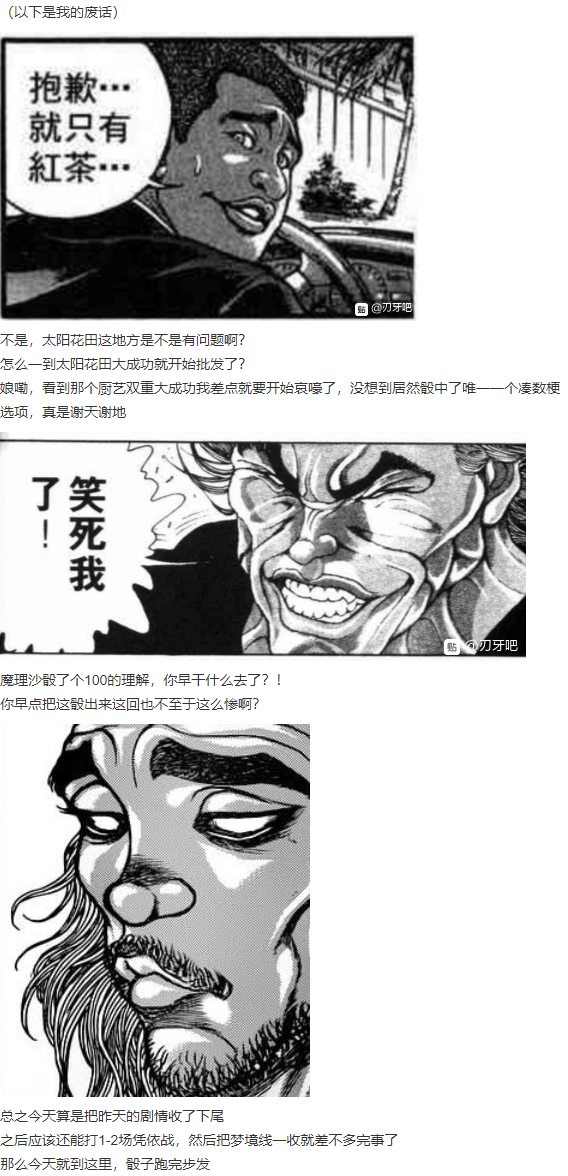 （以下是我的废话）
抱歉…
就只有
紅茶…
贴 @刃牙吧
不是，太阳花田这地方是不是有问题啊？
怎么一到太阳花田大成功就开始批发了？
娘嘞，看到那个厨艺双重大成功我差点就要开始哀嚎了，没想到居然骰中了唯一一个凑数梗
选项，真是谢天谢地
笑死我
了！
贴 @刃牙吧
魔理沙骰了个100的理解，你早干什么去了？！
你早点把这骰出来这回也不至于这么惨啊？
总之今天算是把昨天的剧情收了下尾
之后应该还能打1-2场凭依战，然后把梦境线一收就差不多完事了
那么今天就到这里，骰子跑完步发